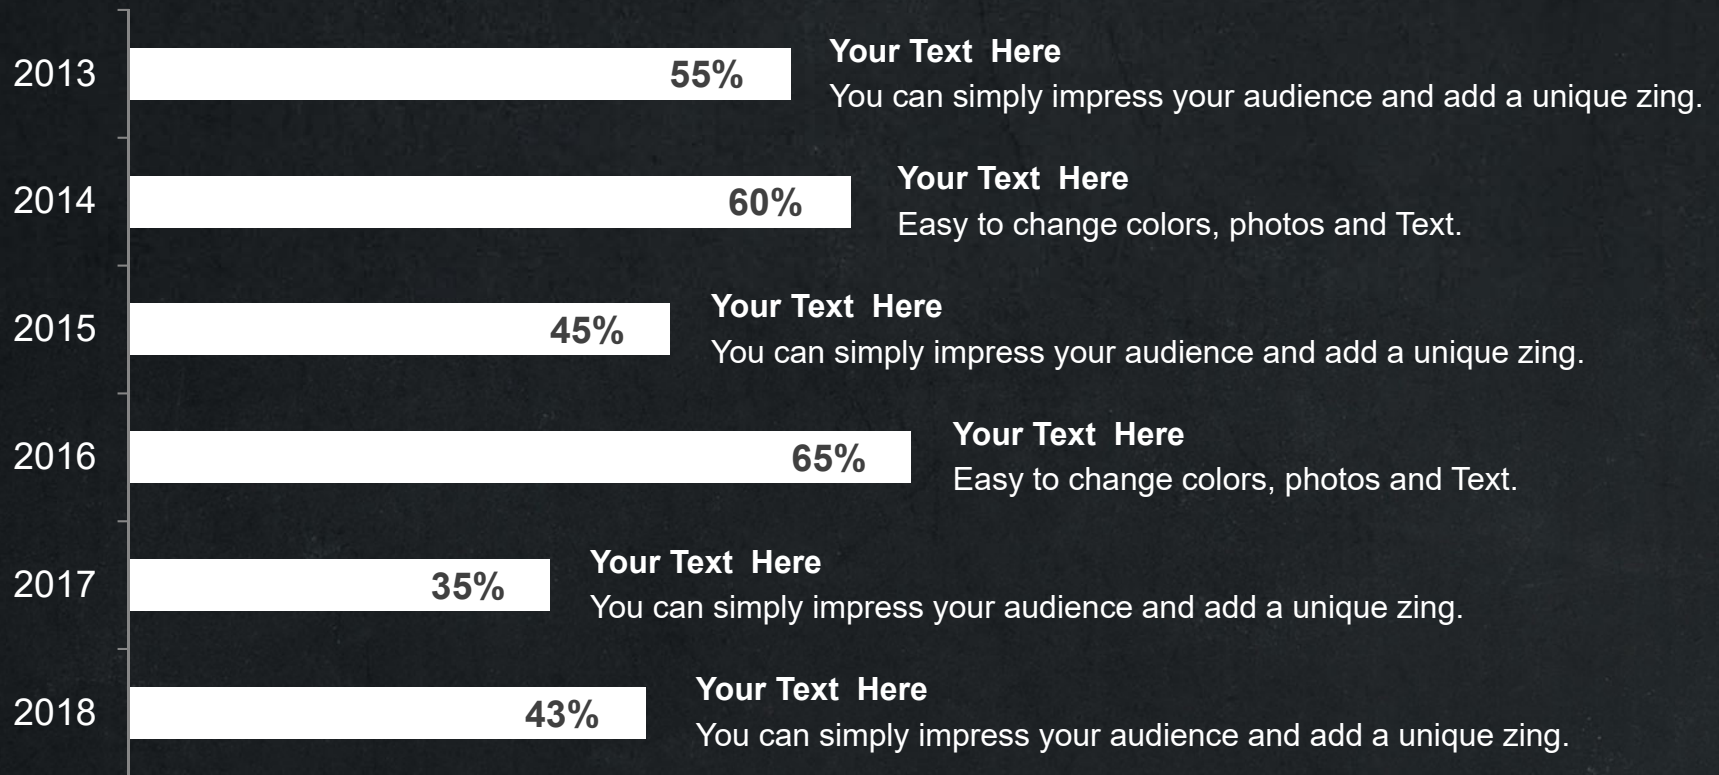 2013
55%
Your Text  Here
You can simply impress your audience and add a unique zing.
2014
60%
Your Text  Here
Easy to change colors, photos and Text.
2015
45%
Your Text  Here
You can simply impress your audience and add a unique zing.
2016
65%
Your Text  Here
Easy to change colors, photos and Text.
2017
35%
Your Text  Here
You can simply impress your audience and add a unique zing.
2018
43%
Your Text  Here
You can simply impress your audience and add a unique zing.